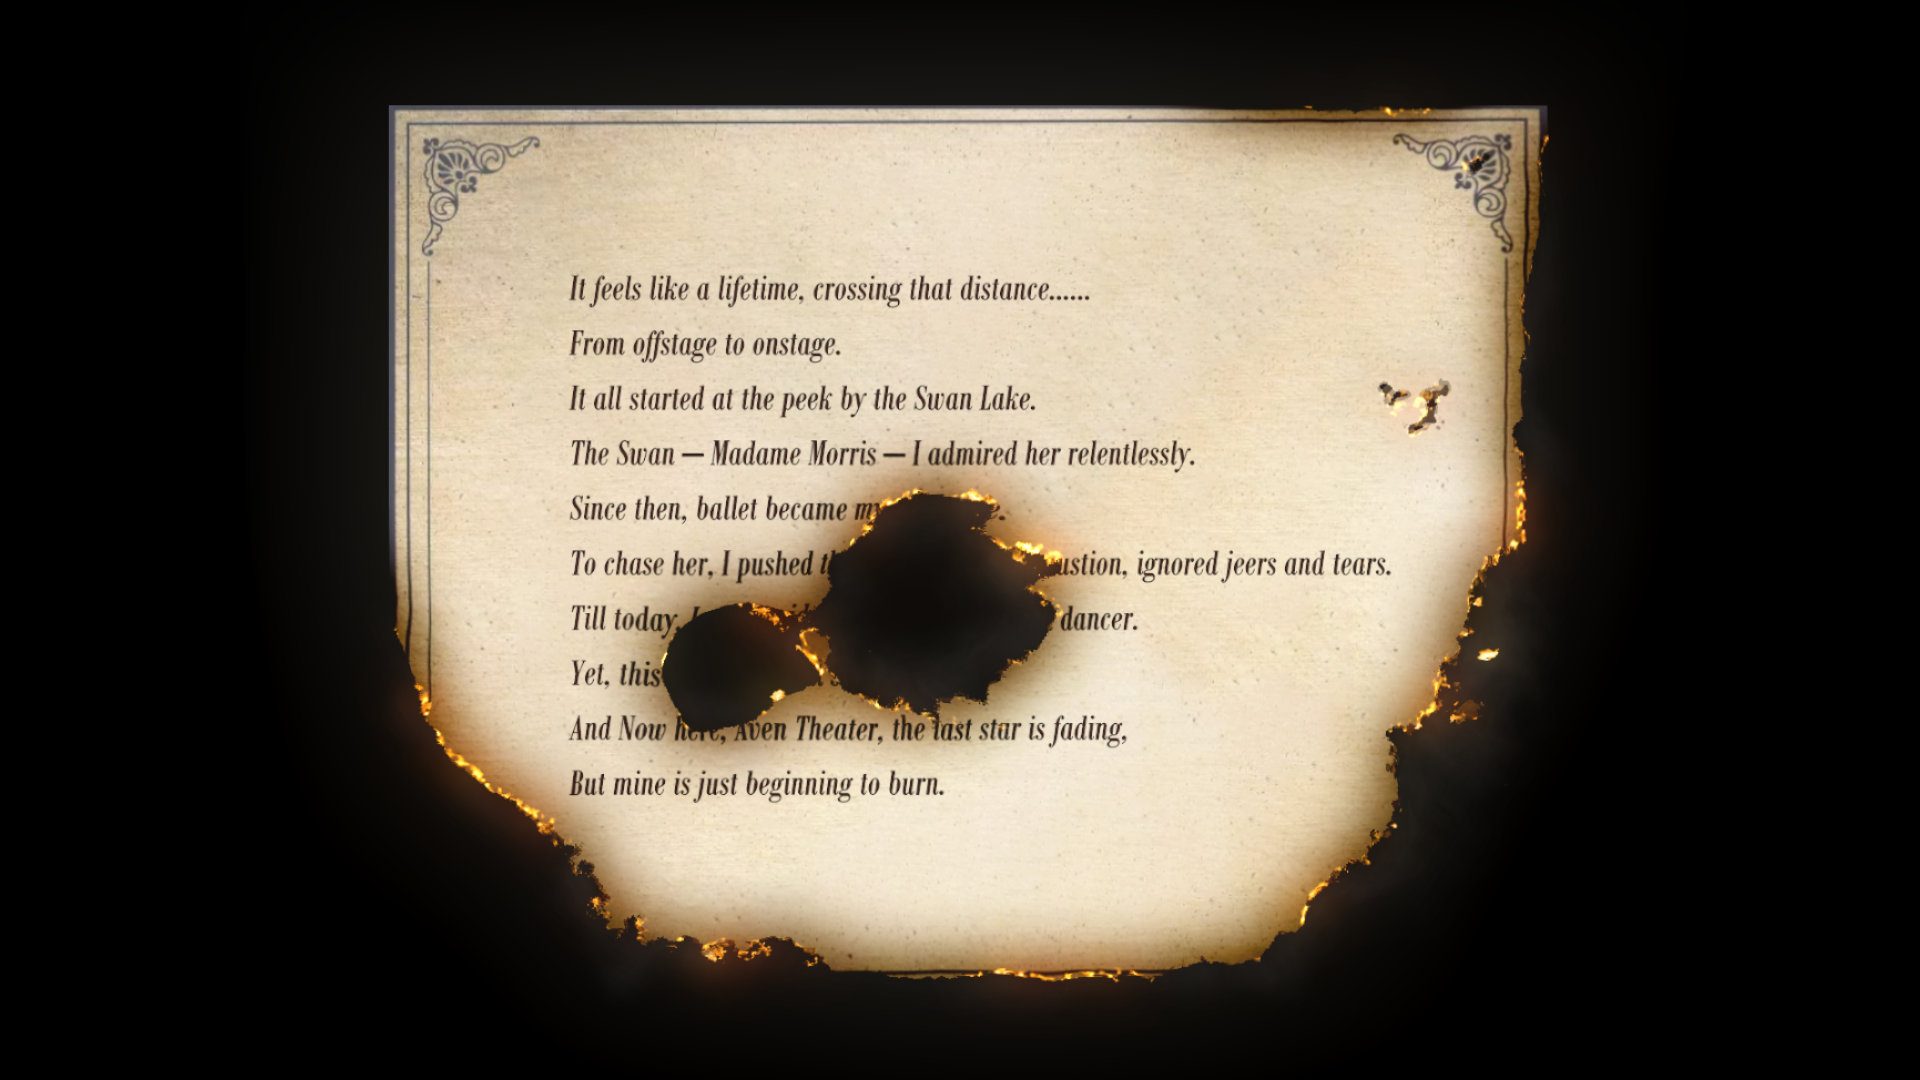 It feels like a lifetime, crossing that distance......
From offstage to onstage.
It all started at the peek by the Swan Lake.
The Swan — Madame Morris — I admired her relentlessly.
Since then, ballet became
To chase her, I pushed ignored jeers and tears.
Till today, dancer.
Yet, this
And Now here, Aven Theater, the last star is fading,
But mine is just beginning to burn.